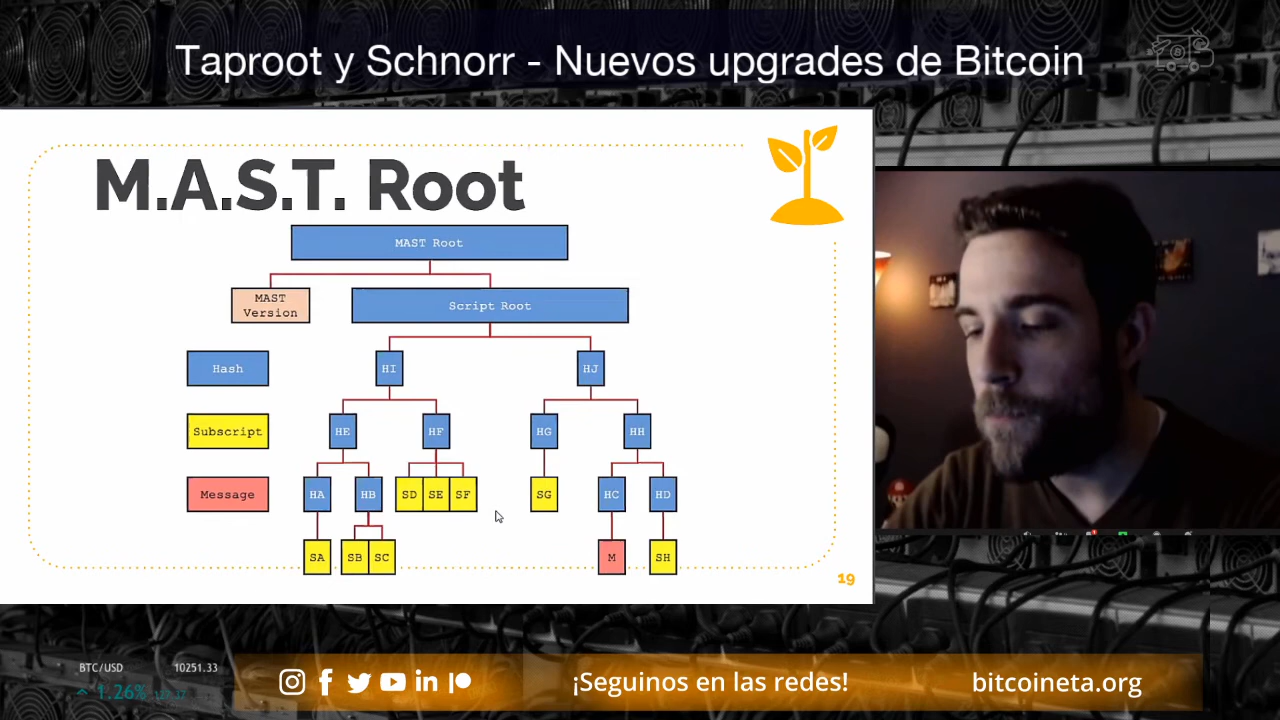 Taproot y Schnorr - Nuevos upgrades de Bitcoin
M.A.S.T. Root
MAST Root
MAST
Version
Script Root
Hash
HI
HJ
Subscript
HE
HF
HG
HH
Message
HA
HB
SD
SE
SF
SG
HC
HD
SA
SB
SC
M
SH
19
BTC/USD
10251.33
1.26%
127.37
¡Seguinos en las redes!
bitcoineta.org